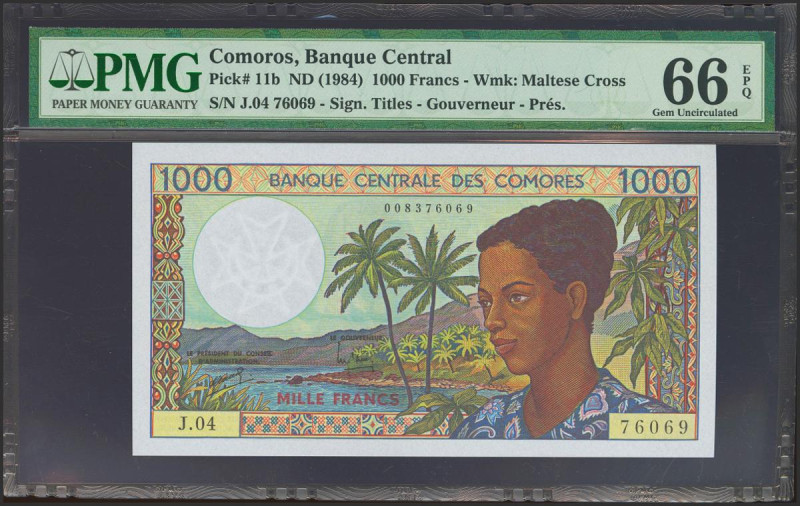 PMG
PAPER MONEY GUARANTY
Comoros, Banque Central
Pick# 11b ND (1984) 1000 Francs - Wmk: Maltese Cross
S/N J.04 76069 - Sign. Titles - Gouverneur - Prés.
66 EPQ
Gem Uncirculated
1000 BANQUE CENTRALE DES COMORES 1000
008376069
LE GOUVERNEUR,
LE PRÉSIDENT DU CONSEIL
D'ADMINISTRATION,
MILLE FRANCS
J.04
76069